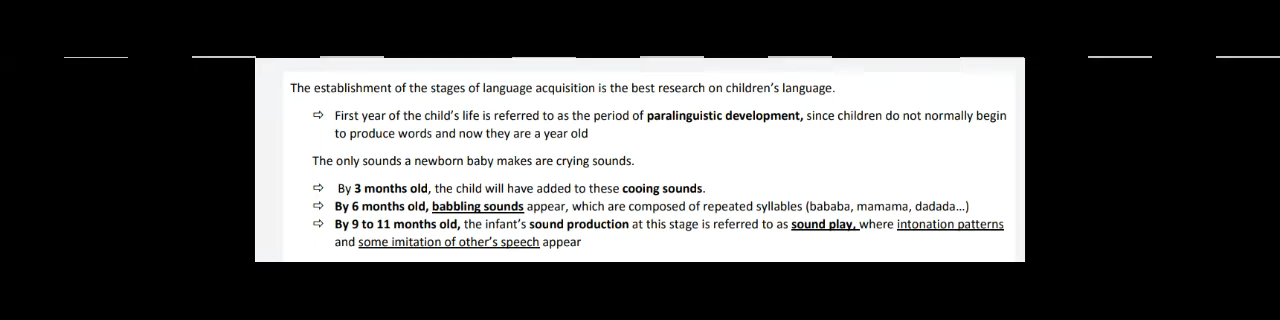 The establishment of the stages of language acquisition is the best research on children's language.
⇨ First year of the child's life is referred to as the period of paralinguistic development, since children do not normally begin
to produce words and now they are a year old
The only sounds a newborn baby makes are crying sounds.
⇨ By 3 months old, the child will have added to these cooing sounds.
⇨ By 6 months old, babbling sounds appear, which are composed of repeated syllables (bababa, mamama, dadada...)
⇨ By 9 to 11 months old, the infant's sound production at this stage is referred to as sound play, where intonation patterns
and some imitation of other's speech appear